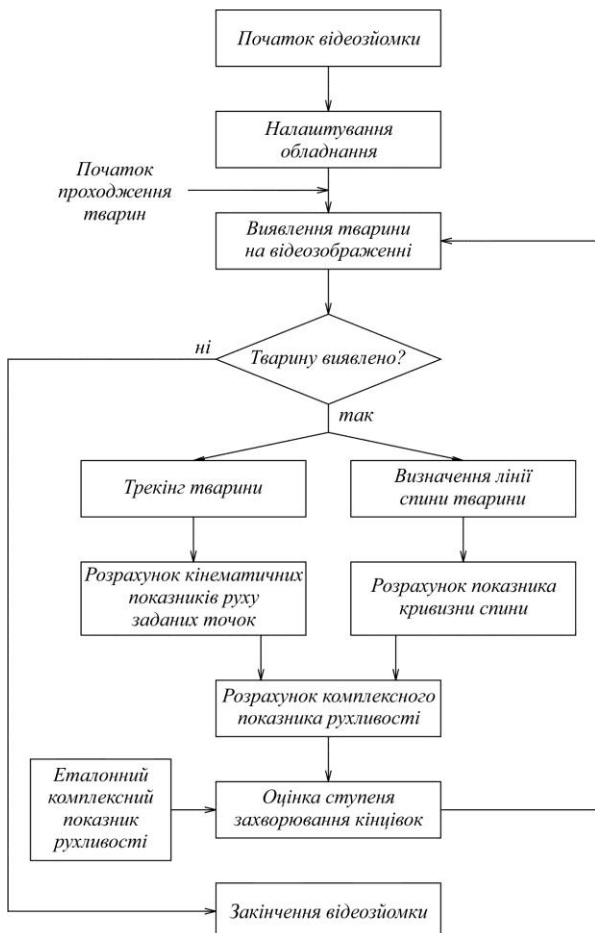 Початок відеозйомки
Налаштування
обладнання
Початок
проходження
тварин
Виявлення тварини
на відеозображенні
ні
Тварину виявлено?
так
Трекінг тварини
Визначення лінії
спини тварини
Розрахунок кінематичних
показників руху
заданих точок
Розрахунок показника
кривизни спини
Розрахунок комплексного
показника рухливості
Еталонний
комплексний
показник
рухливості
Оцінка ступеня
захворювання кінцівок
Закінчення відеозйомки